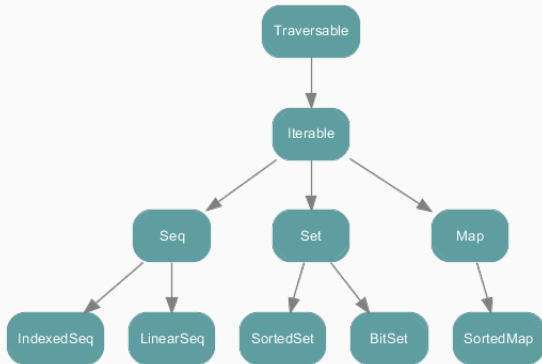 Traversable
Iterable
Seq
Set
Map
IndexedSeq
LinearSeq
SortedSet
BitSet
SortedMap